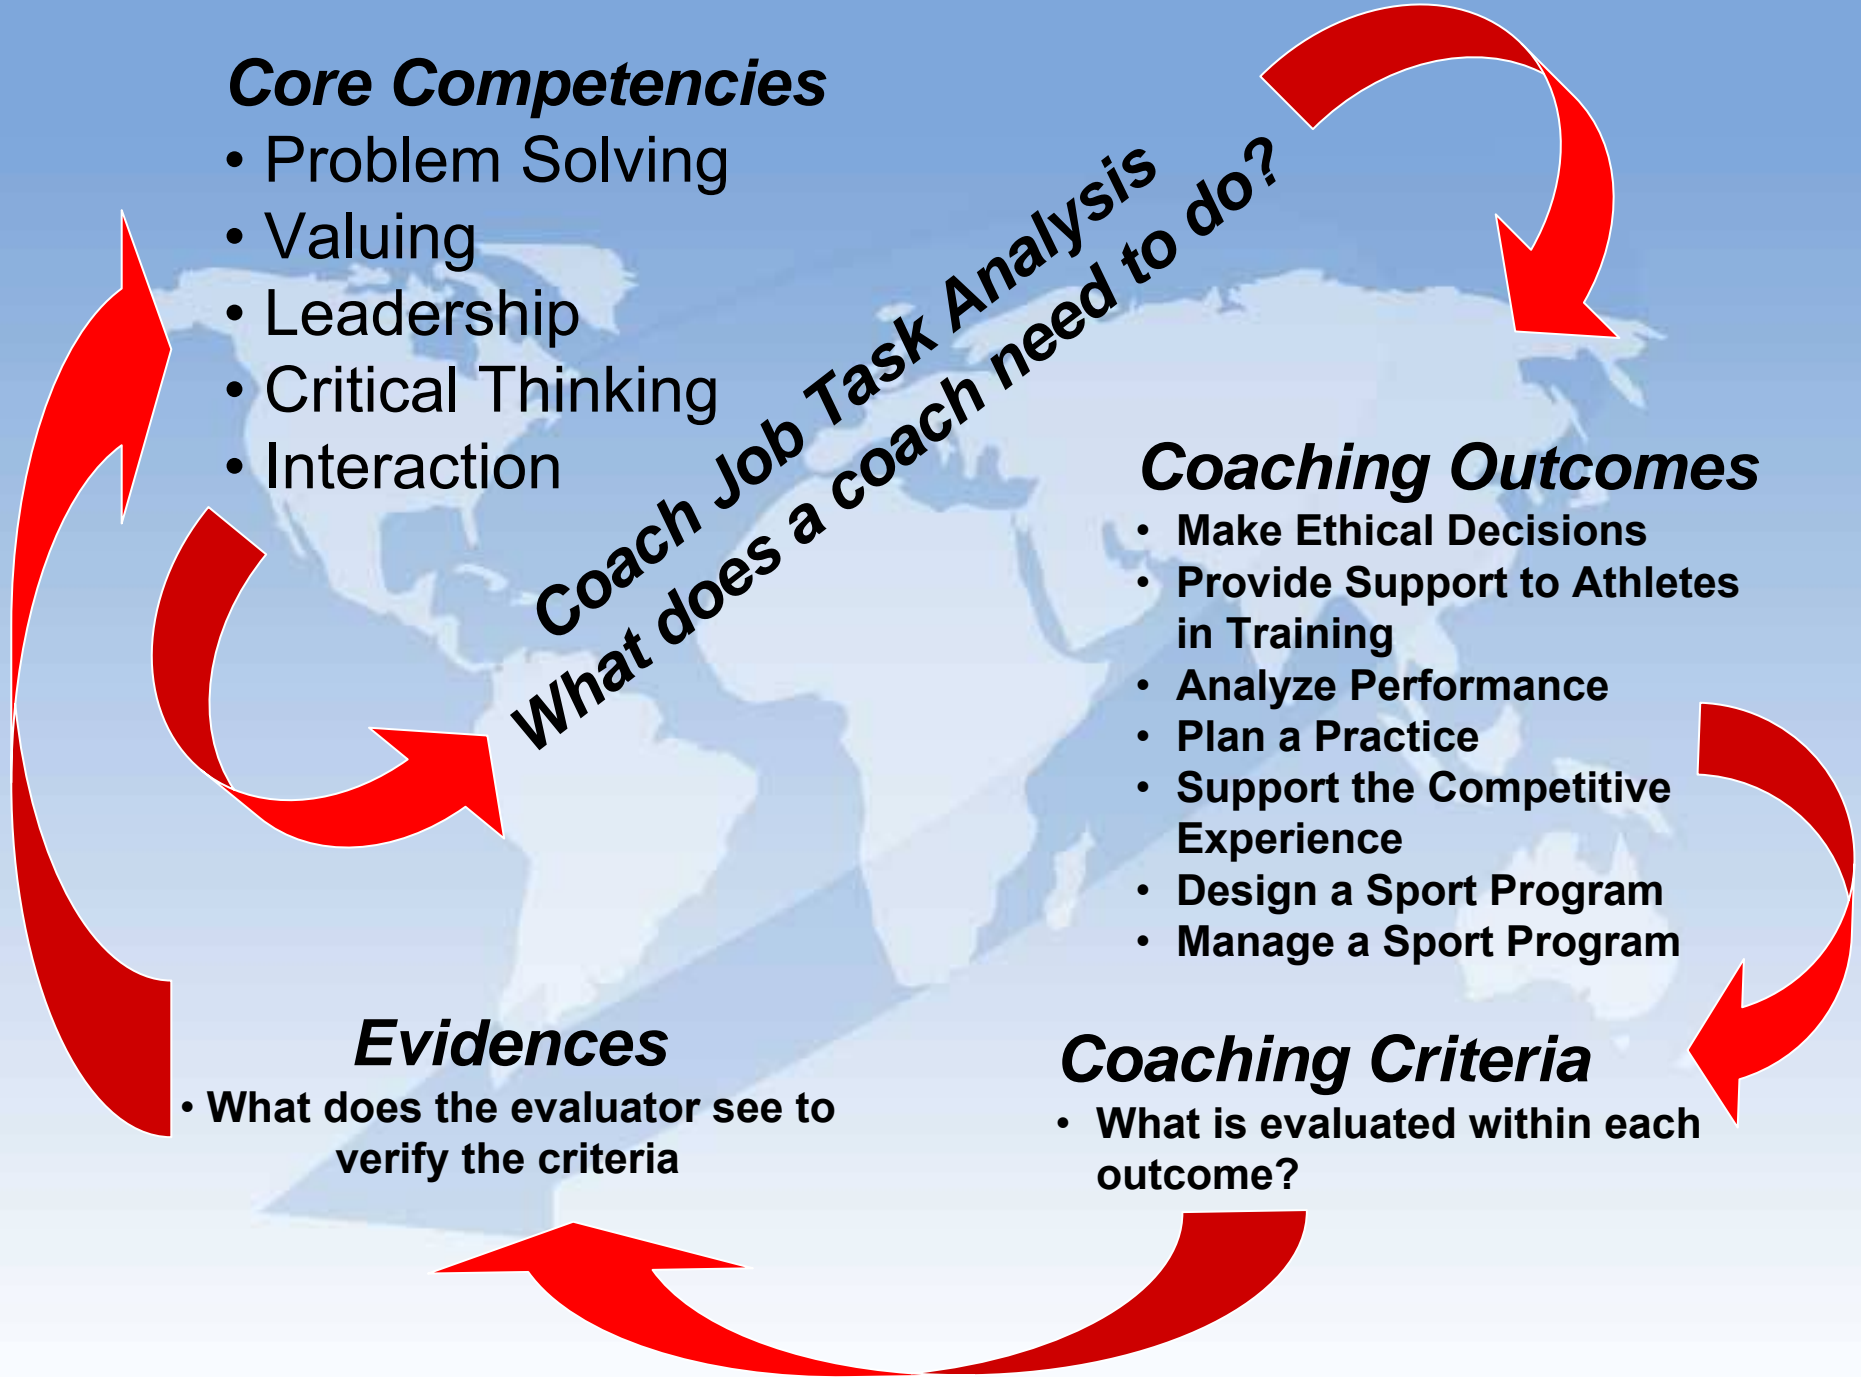 Core Competencies
• Problem Solving
• Valuing
• Leadership
• Critical Thinking
• Interaction
Coach Job Task Analysis
What does a coach need to do?
Coaching Outcomes
• Make Ethical Decisions
• Provide Support to Athletes
in Training
• Analyze Performance
• Plan a Practice
• Support the Competitive
Experience
• Design a Sport Program
• Manage a Sport Program
Coaching Criteria
• What is evaluated within each
outcome?
Evidences
• What does the evaluator see to
verify the criteria